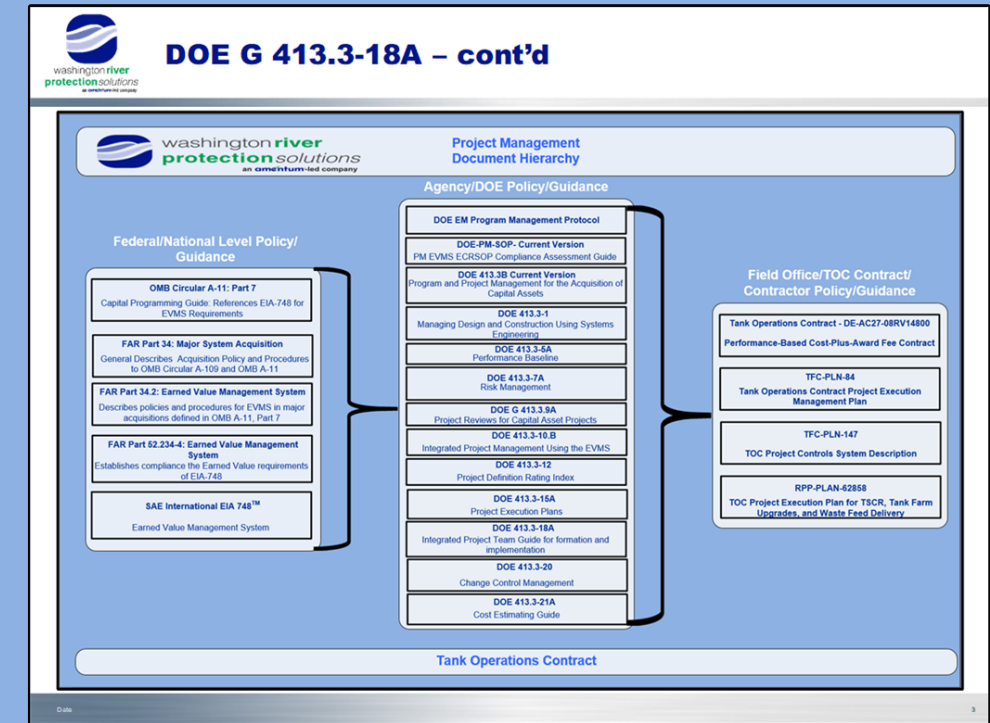 washington river
protection solutions
an amentum-led company
DOE G 413.3-18A – cont’d
washington river
protection solutions
an amentum-led company
Project Management
Document Hierarchy
Federal/National Level Policy/
Guidance
OMB Circular A-11: Part 7
Capital Programming Guide: References EIA-748 for
EVMS Requirements
FAR Part 34: Major System Acquisition
General Describes Acquisition Policy and Procedures
to OMB Circular A-109 and OMB A-11
FAR Part 34.2: Earned Value Management System
Describes policies and procedures for EVMS in major
acquisitions defined in OMB A-11, Part 7
FAR Part 52.234-4: Earned Value Management
System
Establishes compliance the Earned Value requirements
of EIA-748
SAE International EIA 748™
Earned Value Management System
Agency/DOE Policy/Guidance
DOE EM Program Management Protocol
DOE-PM-SOP- Current Version
PM EVMS ECRSOP Compliance Assessment Guide
DOE 413.3B Current Version
Program and Project Management for the Acquisition of
Capital Assets
DOE 413.3-1
Managing Design and Construction Using Systems
Engineering
DOE 413.3-5A
Performance Baseline
DOE 413.3-7A
Risk Management
DOE G 413.3.9A
Project Reviews for Capital Asset Projects
DOE 413.3-10.B
Integrated Project Management Using the EVMS
DOE 413.3-12
Project Definition Rating Index
DOE 413.3-15A
Project Execution Plans
DOE 413.3-18A
Integrated Project Team Guide for formation and
implementation
DOE 413.3-20
Change Control Management
DOE 413.3-21A
Cost Estimating Guide
Field Office/TOC Contract/
Contractor Policy/Guidance
Tank Operations Contract - DE-AC27-08RV14800
Performance-Based Cost-Plus-Award Fee Contract
TFC-PLN-84
Tank Operations Contract Project Execution
Management Plan
TFC-PLN-147
TOC Project Controls System Description
RPP-PLAN-62858
TOC Project Execution Plan for TSCR, Tank Farm
Upgrades, and Waste Feed Delivery
Tank Operations Contract
Date
3